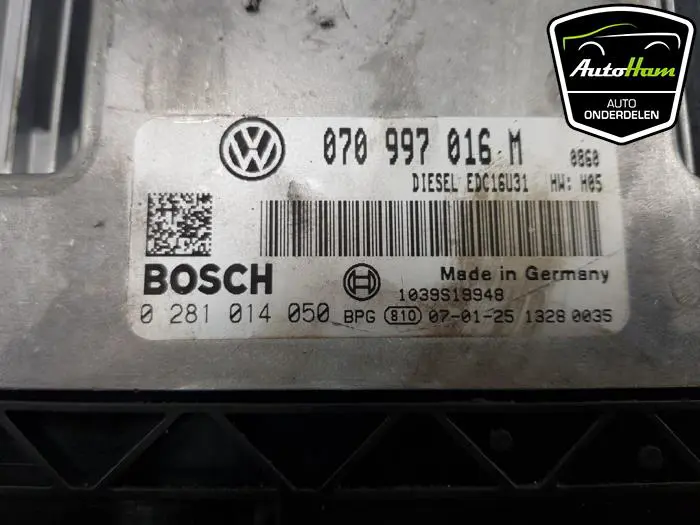 AutoHam
AUTO
ONDERDELEN
070 997 016 M 0860
DIESEL EDC16U31 HW: H05
BOSCH
Made in Germany
1039S19948
0 281 014 050 BPG 810 07-01-25 1328 0035